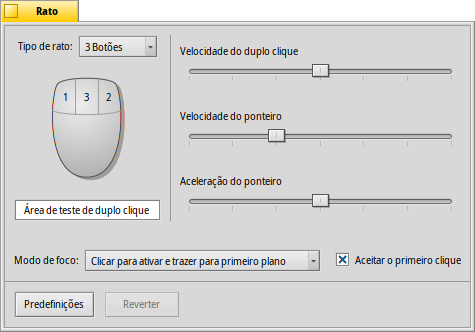 Rato
Tipo de rato: 3 Botões
1 3 2
Área de teste de duplo clique
Velocidade do duplo clique
Velocidade do ponteiro
Aceleração do ponteiro
Modo de foco: Clicar para ativar e trazer para primeiro plano
Aceitar o primeiro clique
Predefinições
Reverter